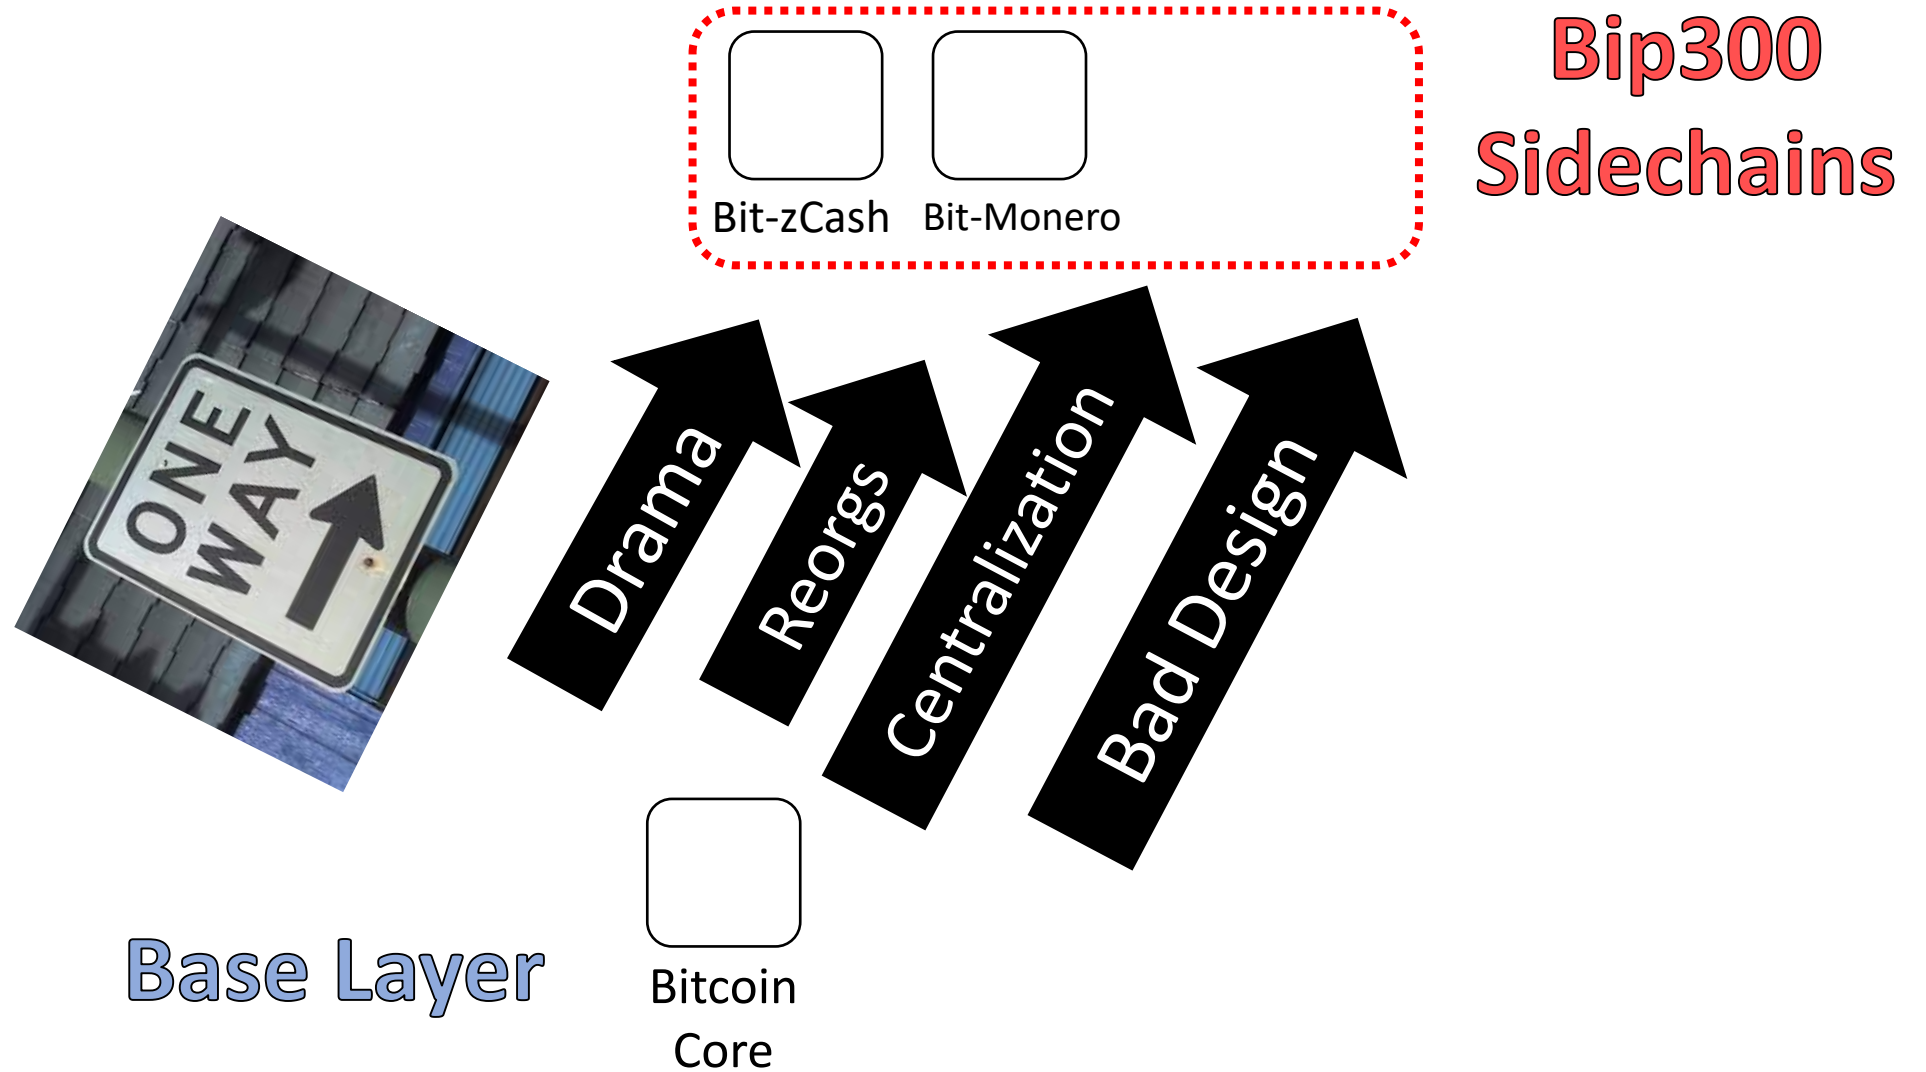 Bip300
Sidechains
Bit-zCash
Bit-Monero
ONE
WAY
Drama
Reorgs
Centralization
Bad Design
Base Layer
Bitcoin
Core